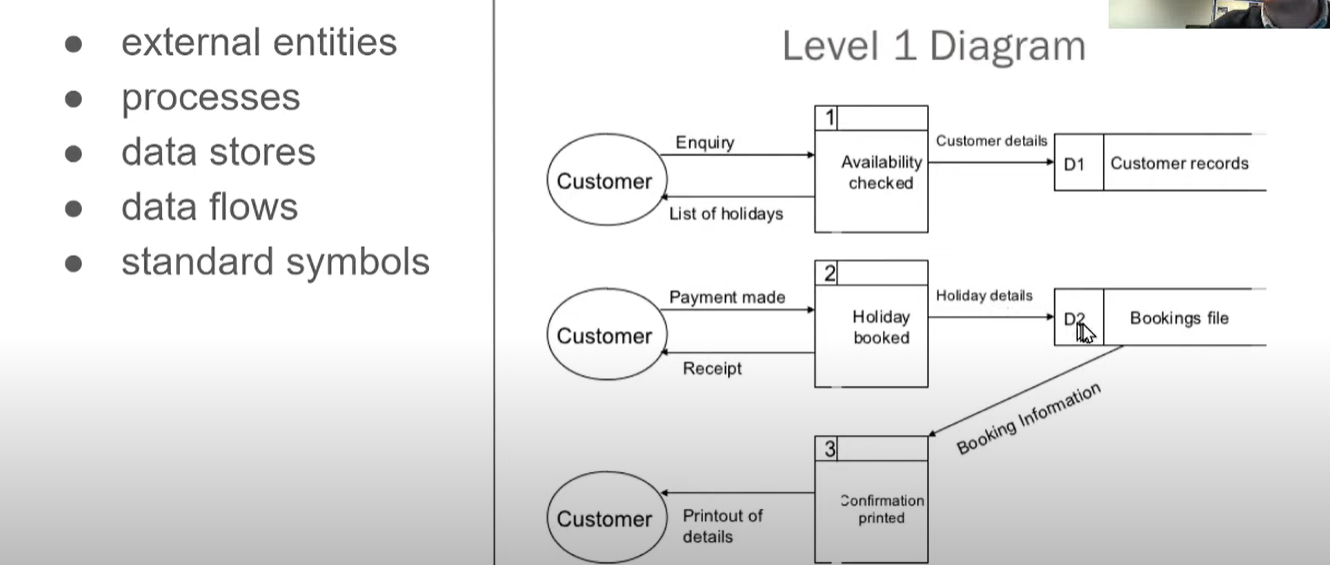 external entities
processes
data stores
data flows
standard symbols
Level 1 Diagram
1
Enquiry
Customer details
Availability
checked
D1
Customer records
Customer
List of holidays
2
Payment made
Holiday details
Holiday
booked
D2
Bookings file
Customer
Receipt
Booking Information
3
Confirmation
printed
Customer
Printout of
details